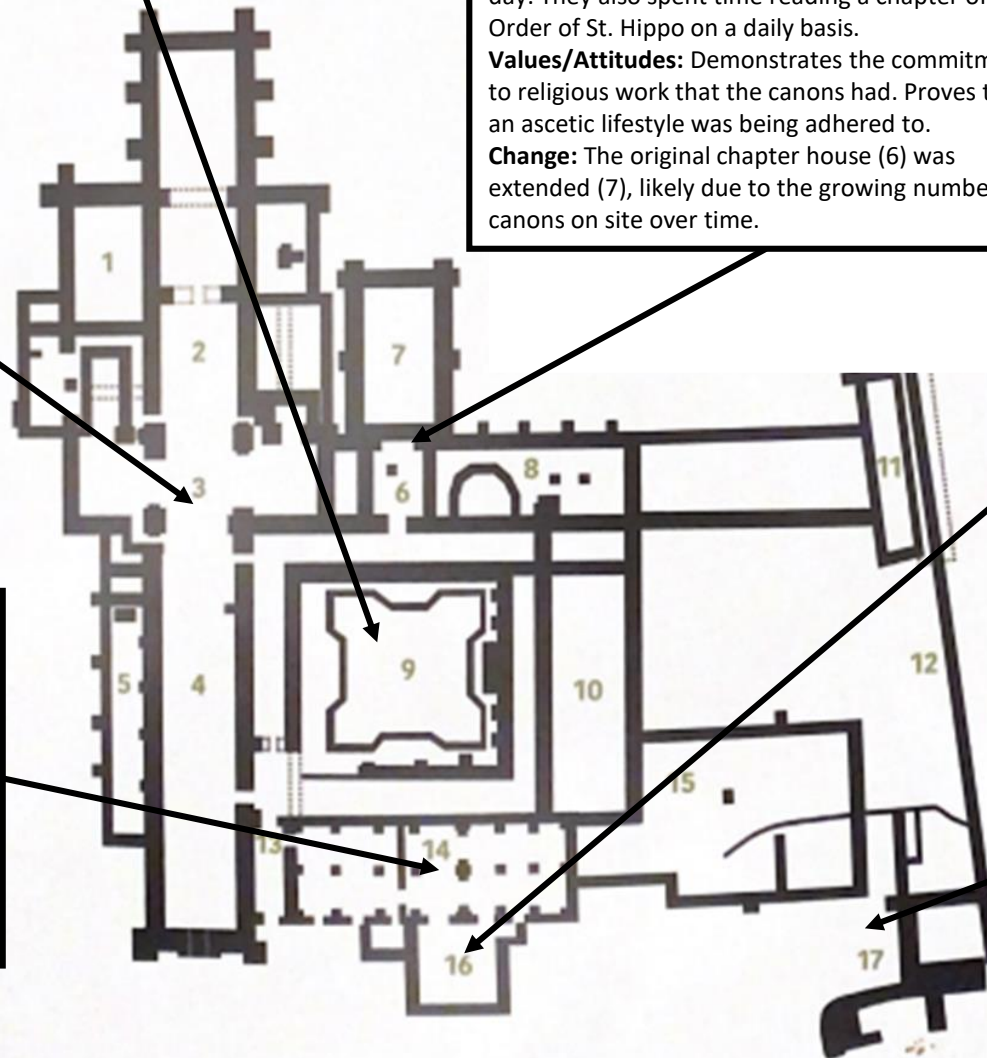 day. They also spent time reading a chapter of
Order of St. Hippo on a daily basis.
Values/Attitudes: Demonstrates the commitm
to religious work that the canons had. Proves t
an ascetic lifestyle was being adhered to.
Change: The original chapter house (6) was
extended (7), likely due to the growing numbe
canons on site over time.
1
2
7
3
6
8
11
5
4
9
10
12
15
13
14
16
17